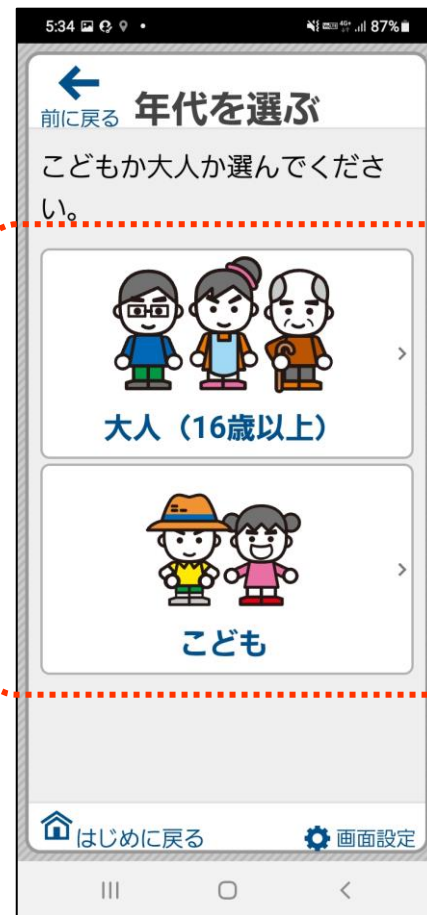 5:34
87%
前に戻る
年代を選ぶ
こどもか大人か選んでくださ
い。
大人（16歳以上）
こども
はじめに戻る
画面設定